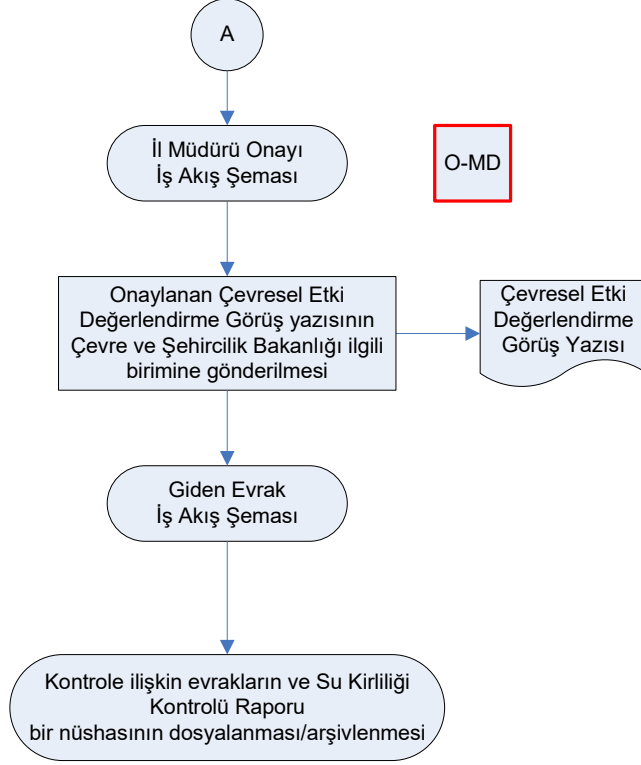 A
İl Müdürü Onayı
İş Akış Şeması
O-MD
Onaylanan Çevresel Etki
Değerlendirme Görüş yazısının
Çevre ve Şehircilik Bakanlığı ilgili
birimine gönderilmesi
Çevresel Etki
Değerlendirme
Görüş Yazısı
Giden Evrak
İş Akış Şeması
Kontrole ilişkin evrakların ve Su Kirliliği
Kontrolü Raporu
bir nüshasının dosyalanması/arşivlenmesi